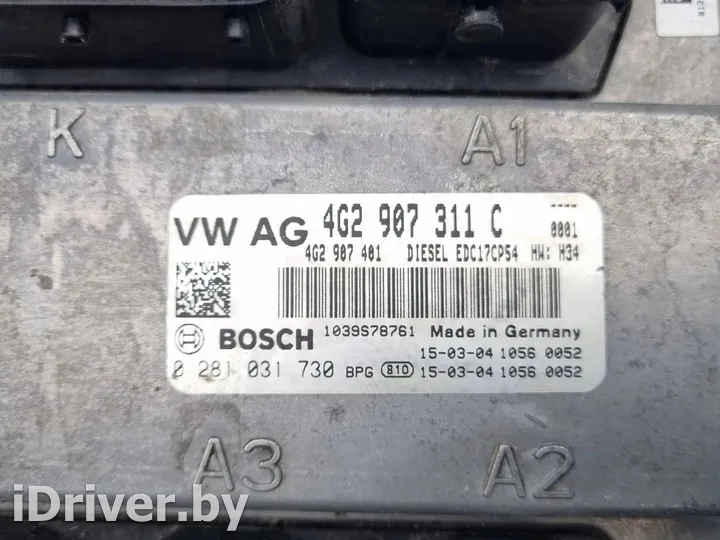 K
A1
VW AG 4G2 907 311 C
----
0001
4G2 907 401 DIESEL EDC17CP54 HW: H34
BOSCH 1039S78761 Made in Germany
15-03-04 1056 0052
0 281 031 730 BPG B10 15-03-04 1056 0052
A3
A2
iDriver.by